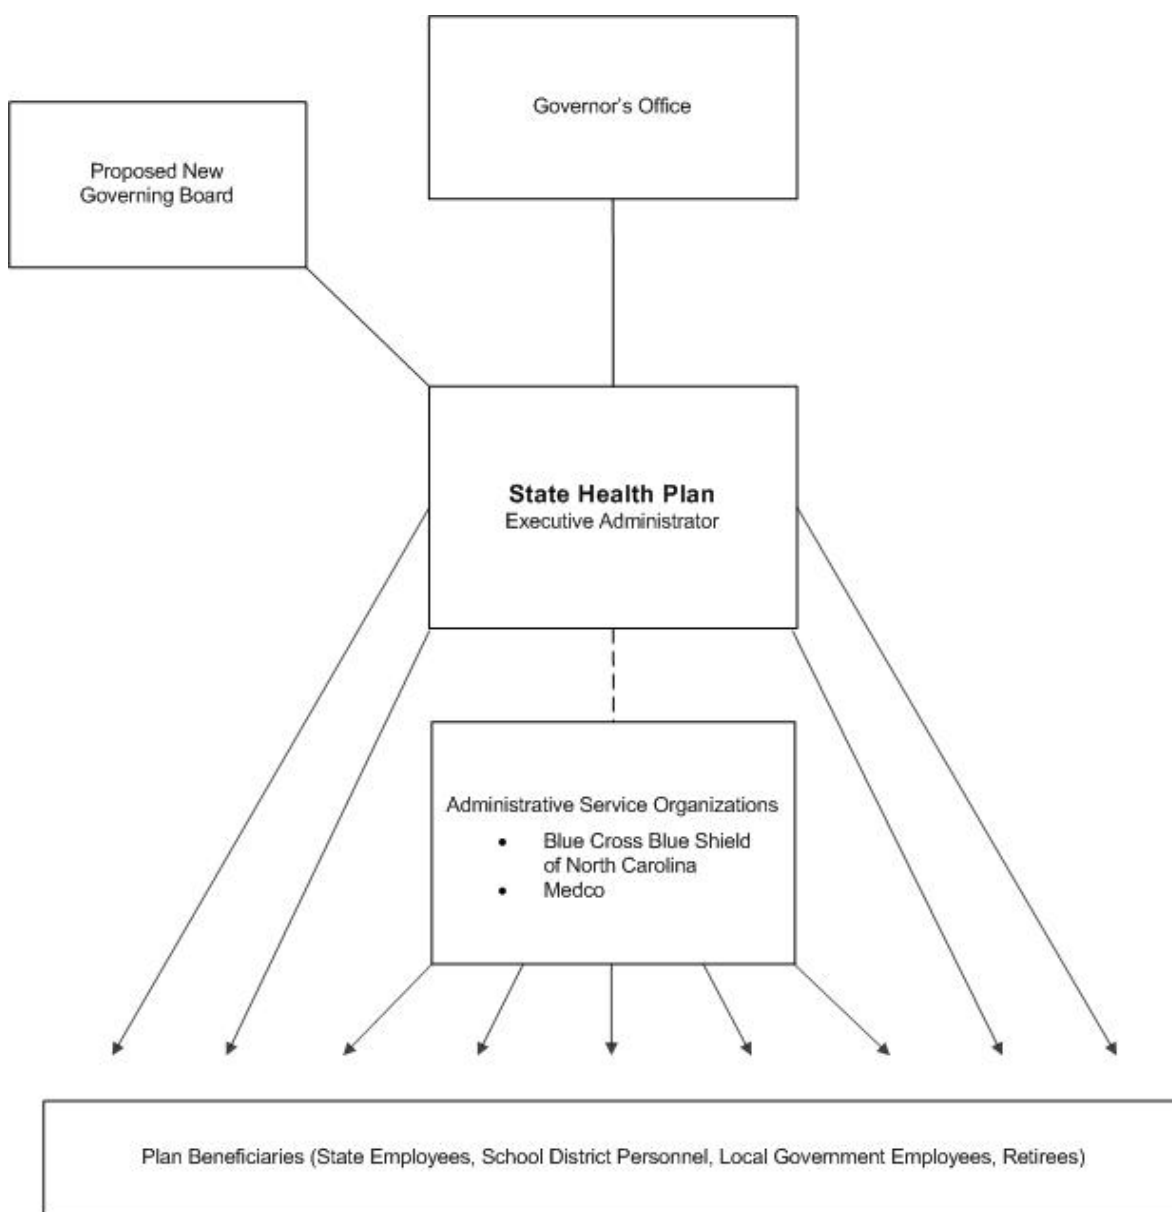 Governor's Office
Proposed New
Governing Board
State Health Plan
Executive Administrator
Administrative Service Organizations
• Blue Cross Blue Shield
of North Carolina
• Medco
Plan Beneficiaries (State Employees, School District Personnel, Local Government Employees, Retirees)